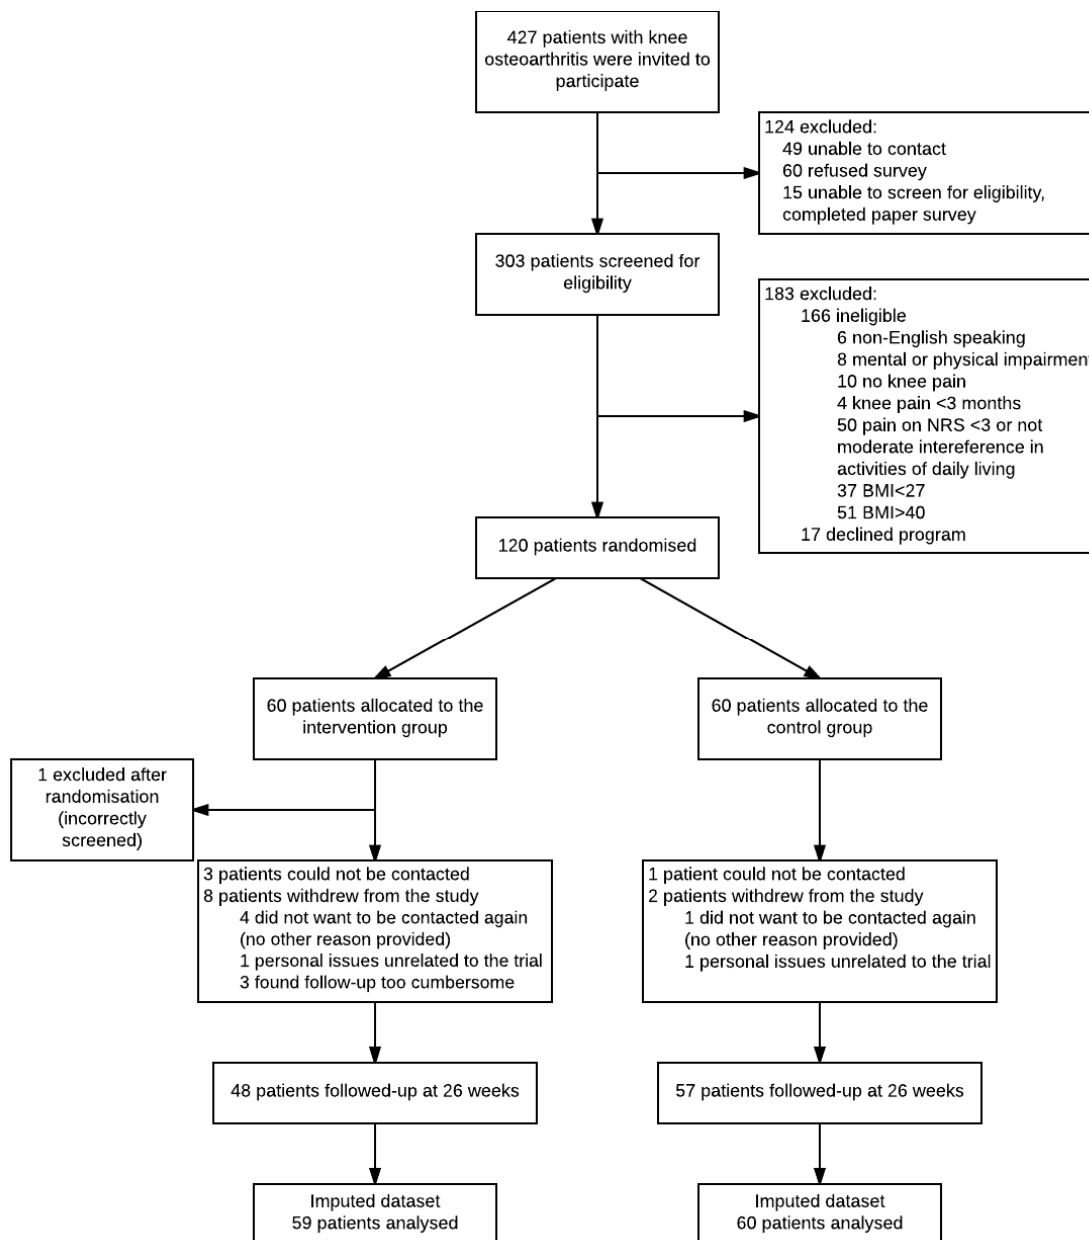 427 patients with knee
osteoarthritis were invited to
participate
124 excluded:
49 unable to contact
60 refused survey
15 unable to screen for eligibility,
completed paper survey
303 patients screened for
eligibility
183 excluded:
166 ineligible
6 non-English speaking
8 mental or physical impairment
10 no knee pain
4 knee pain <3 months
50 pain on NRS <3 or not
moderate intereference in
activities of daily living
37 BMI<27
51 BMI>40
17 declined program
120 patients randomised
60 patients allocated to the
intervention group
60 patients allocated to the
control group
1 excluded after
randomisation
(incorrectly
screened)
3 patients could not be contacted
8 patients withdrew from the study
4 did not want to be contacted again
(no other reason provided)
1 personal issues unrelated to the trial
3 found follow-up too cumbersome
1 patient could not be contacted
2 patients withdrew from the study
1 did not want to be contacted again
(no other reason provided)
1 personal issues unrelated to the trial
48 patients followed-up at 26 weeks
57 patients followed-up at 26 weeks
Imputed dataset
59 patients analysed
Imputed dataset
60 patients analysed